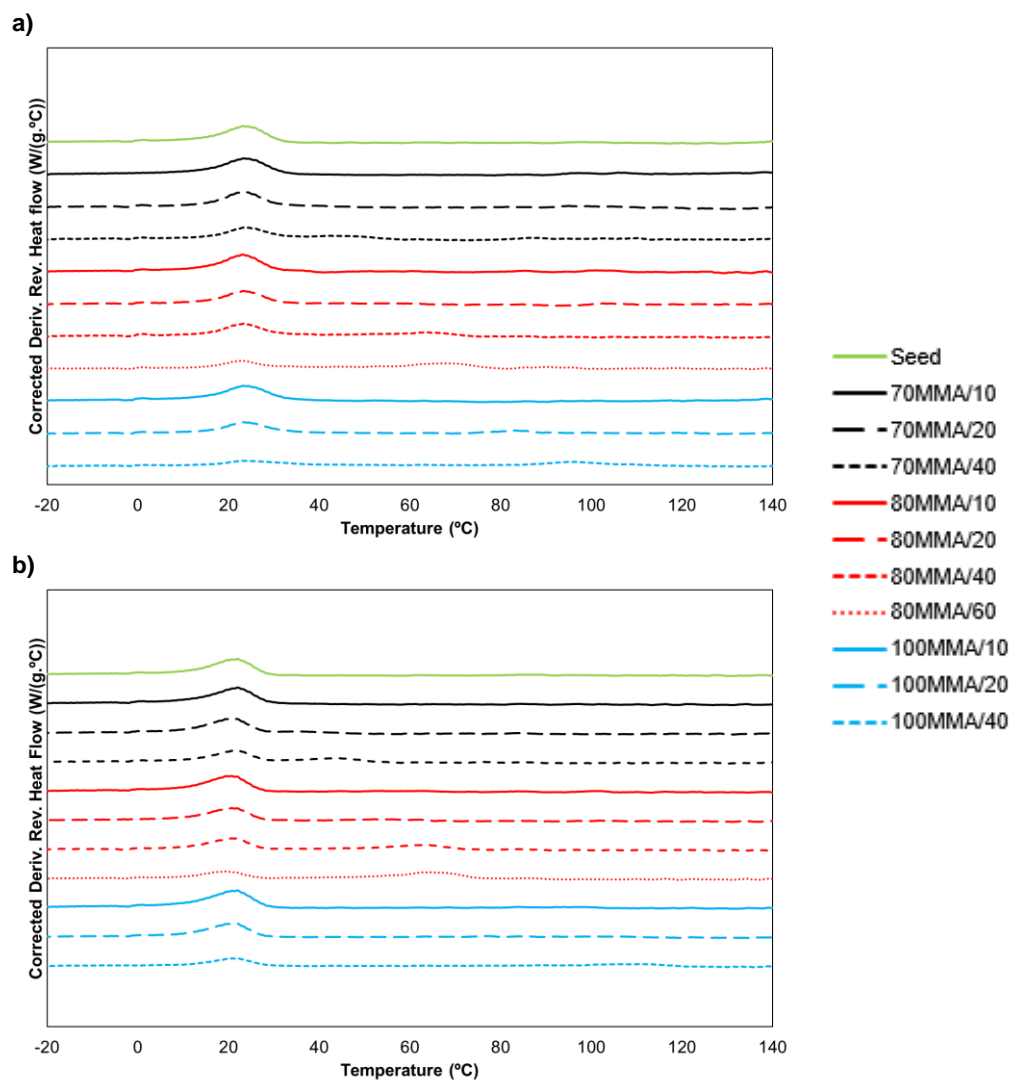 a)
Corrected Deriv. Rev. Heat flow (W/(g.ºC))
-20 0 20 40 60 80 100 120 140
Temperature (ºC)
Seed
70MMA/10
70MMA/20
70MMA/40
80MMA/10
80MMA/20
80MMA/40
80MMA/60
100MMA/10
100MMA/20
100MMA/40
b)
Corrected Deriv. Rev. Heat Flow (W/(g.ºC))
-20 0 20 40 60 80 100 120 140
Temperature (ºC)